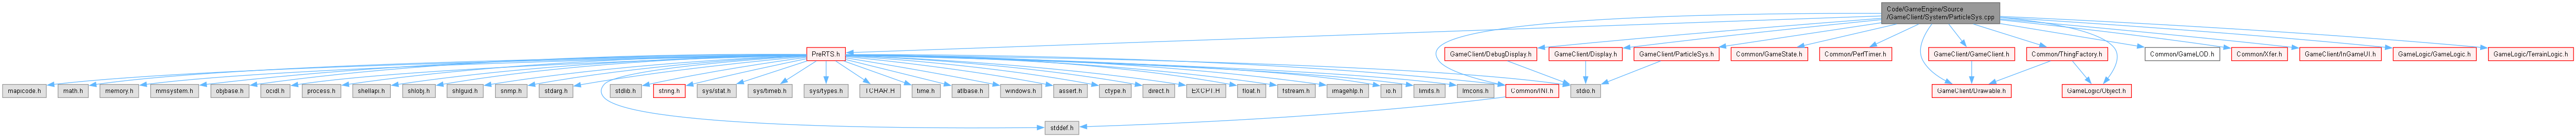 Code/GameEngine/Source
/GameClient/System/ParticleSys.cpp
PreRTS.h
GameClient/DebugDisplay.h
GameClient/Display.h
GameClient/ParticleSys.h
Common/GameState.h
Common/PerfTimer.h
GameClient/GameClient.h
Common/ThingFactory.h
Common/GameLOD.h
Common/Xfer.h
GameClient/InGameUI.h
GameLogic/GameLogic.h
GameLogic/TerrainLogic.h
mapicode.h
math.h
memory.h
mmsystem.h
objbase.h
ocidl.h
process.h
shellapi.h
shlobj.h
shlguid.h
snmp.h
stdarg.h
stdlib.h
string.h
sys/stat.h
sys/timeb.h
sys/types.h
TCHAR.H
time.h
atlbase.h
windows.h
assert.h
ctype.h
direct.h
EXCPT.H
float.h
fstream.h
imagehlp.h
io.h
limits.h
lmcons.h
Common/INI.h
stdio.h
GameClient/Drawable.h
GameLogic/Object.h
stddef.h